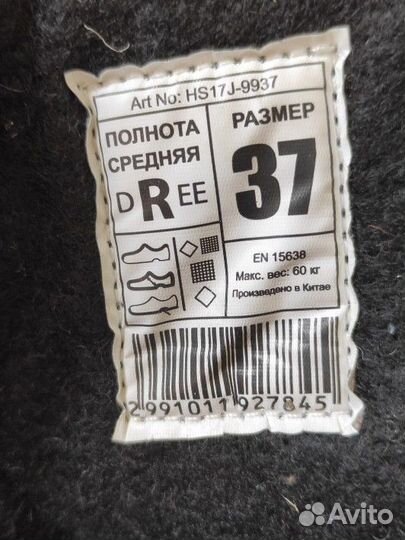 Art No: HS17J-9937
ПОЛНОТА
СРЕДНЯЯ
D R EE
РАЗМЕР
37
EN 15638
Макс. вес: 60 кг
Произведено в Китае
2991011927845
Avito